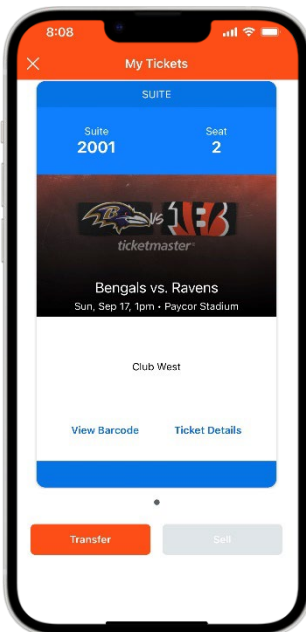 8:08
My Tickets
SUITE
Suite Seat
2001 2
VS B
ticketmaster®
Bengals vs. Ravens
Sun, Sep 17, 1pm • Paycor Stadium
Club West
View Barcode Ticket Details
Transfer Sell